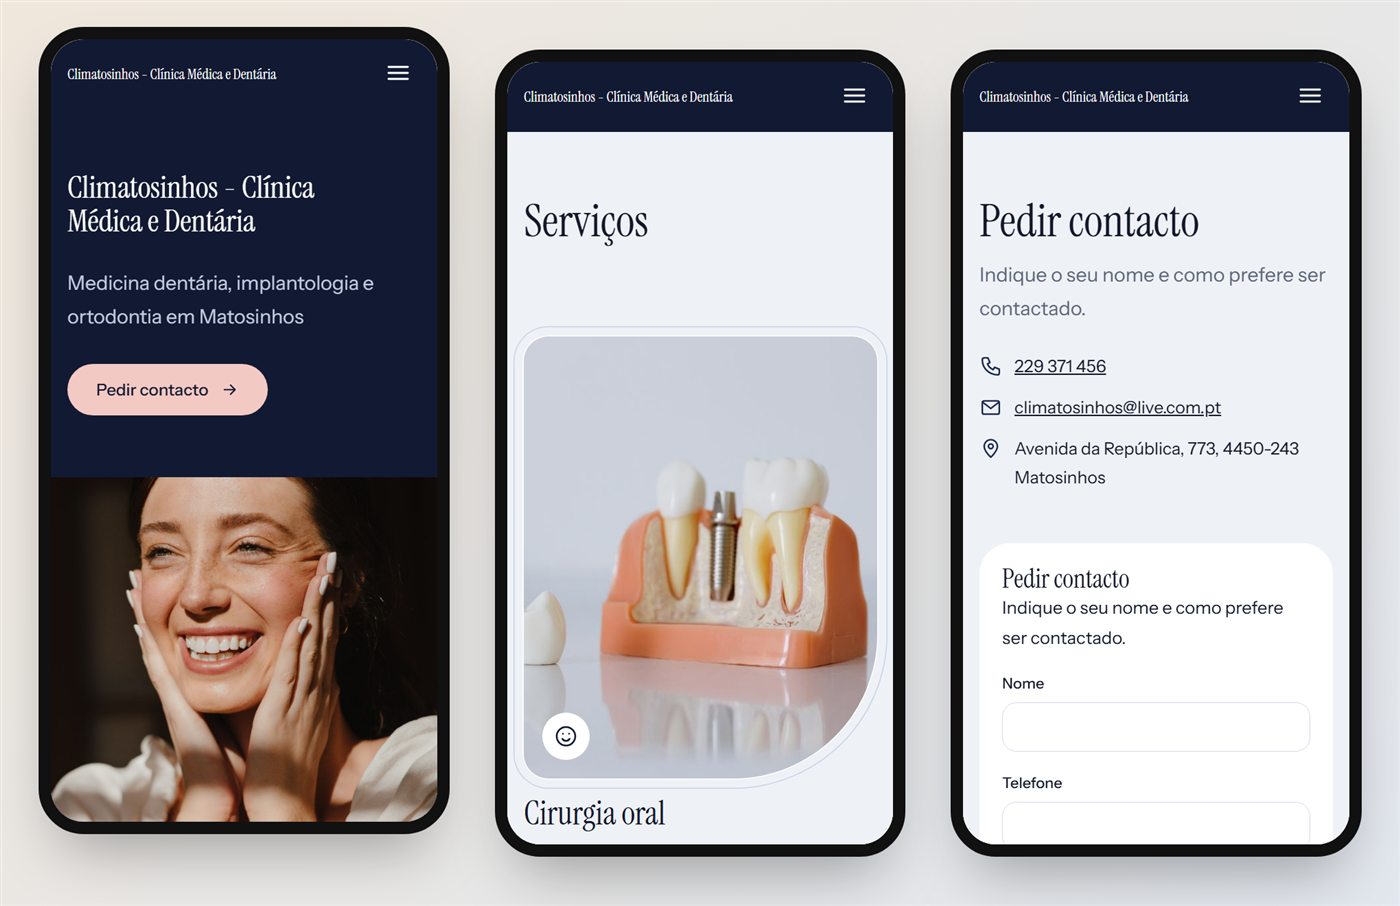 Climatosinhos - Clínica Médica e Dentária
Climatosinhos - Clínica
Médica e Dentária
Medicina dentária, implantologia e
ortodontia em Matosinhos
Pedir contacto
Climatosinhos - Clínica Médica e Dentária
Serviços
Cirurgia oral
Climatosinhos - Clínica Médica e Dentária
Pedir contacto
Indique o seu nome e como prefere ser
contactado.
229 371 456
climatosinhos@live.com.pt
Avenida da República, 773, 4450-243
Matosinhos
Pedir contacto
Indique o seu nome e como prefere
ser contactado.
Nome
Telefone